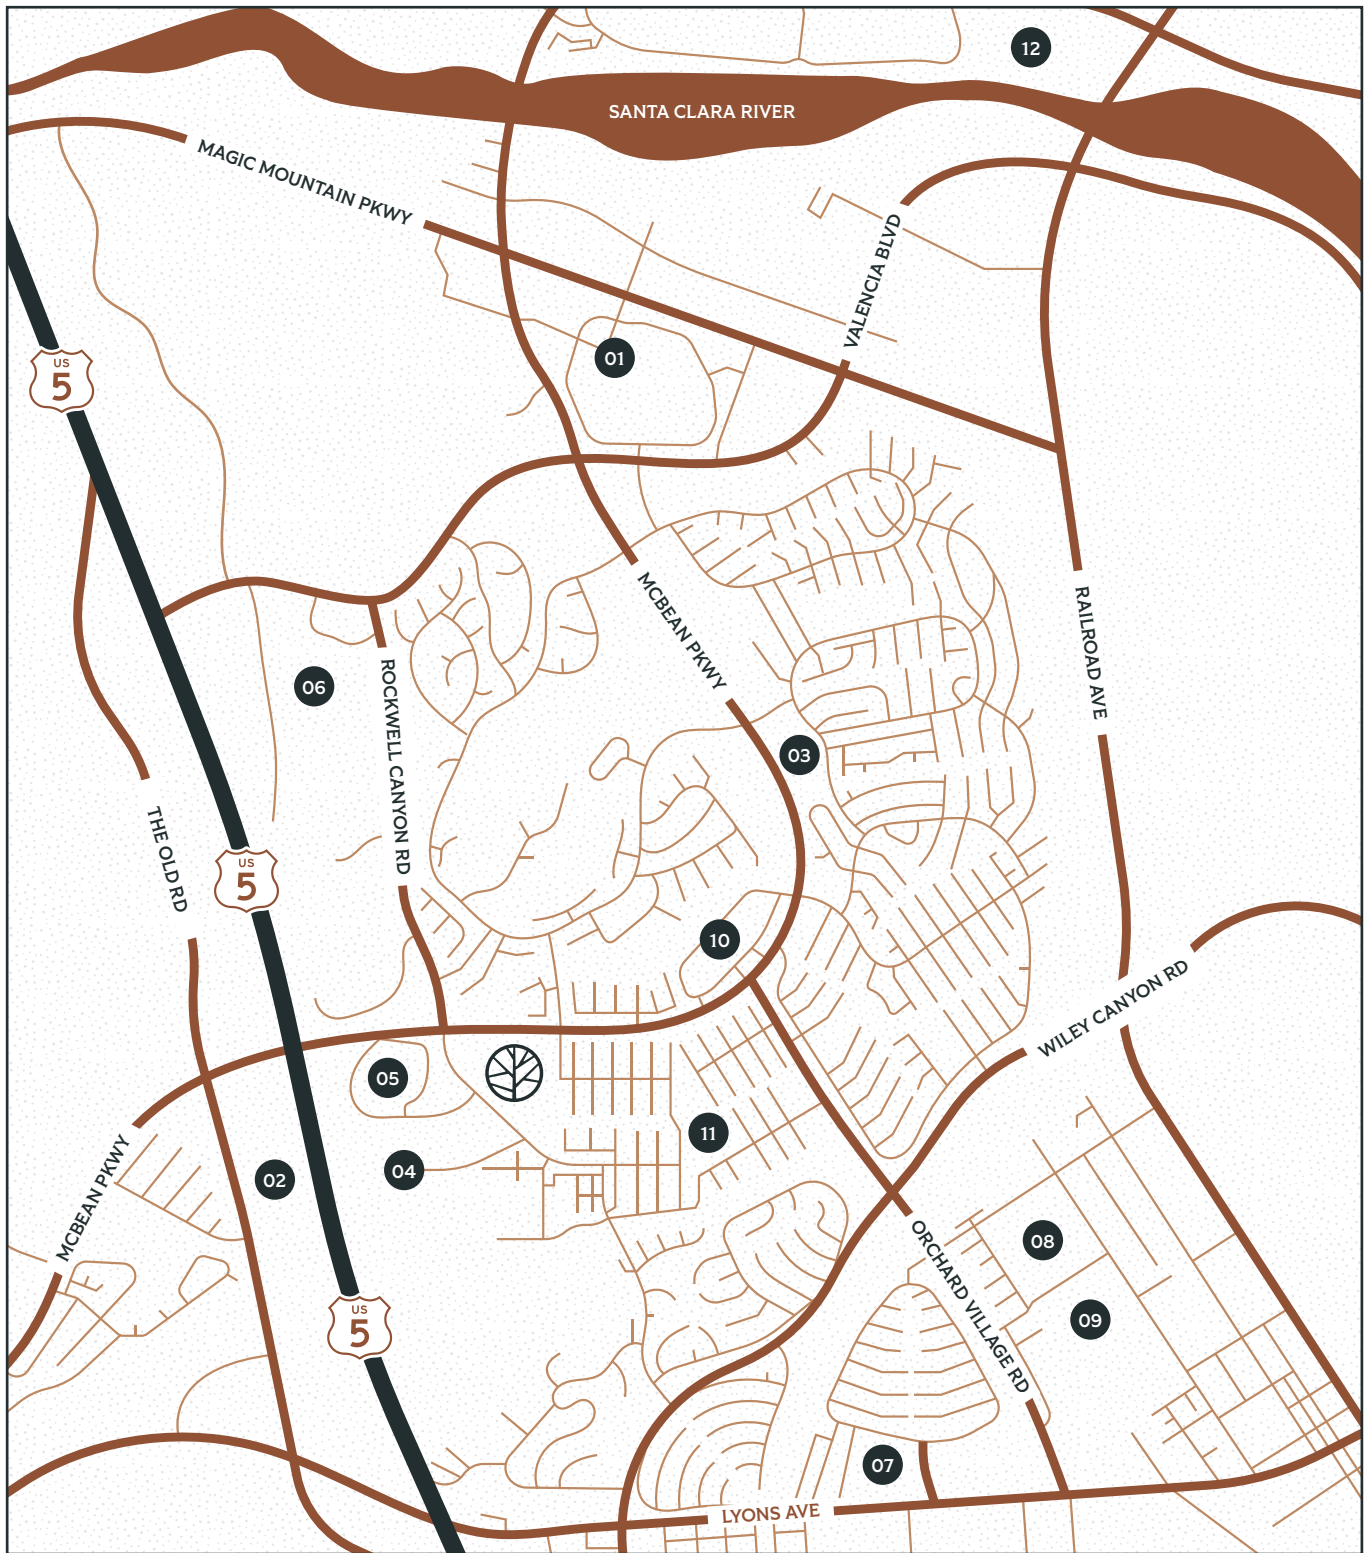 12
SANTA CLARA RIVER
MAGIC MOUNTAIN PKWY
VALENCIA BLVD
01
US
5
MCBEAN PKWY
RAILROAD AVE
ROCKWELL CANYON RD
06
03
THE OLD RD
US
5
10
WILEY CANYON RD
05
11
MCBEAN PKWY
02
04
ORCHARD VILLAGE RD
08
US
5
09
07
LYONS AVE